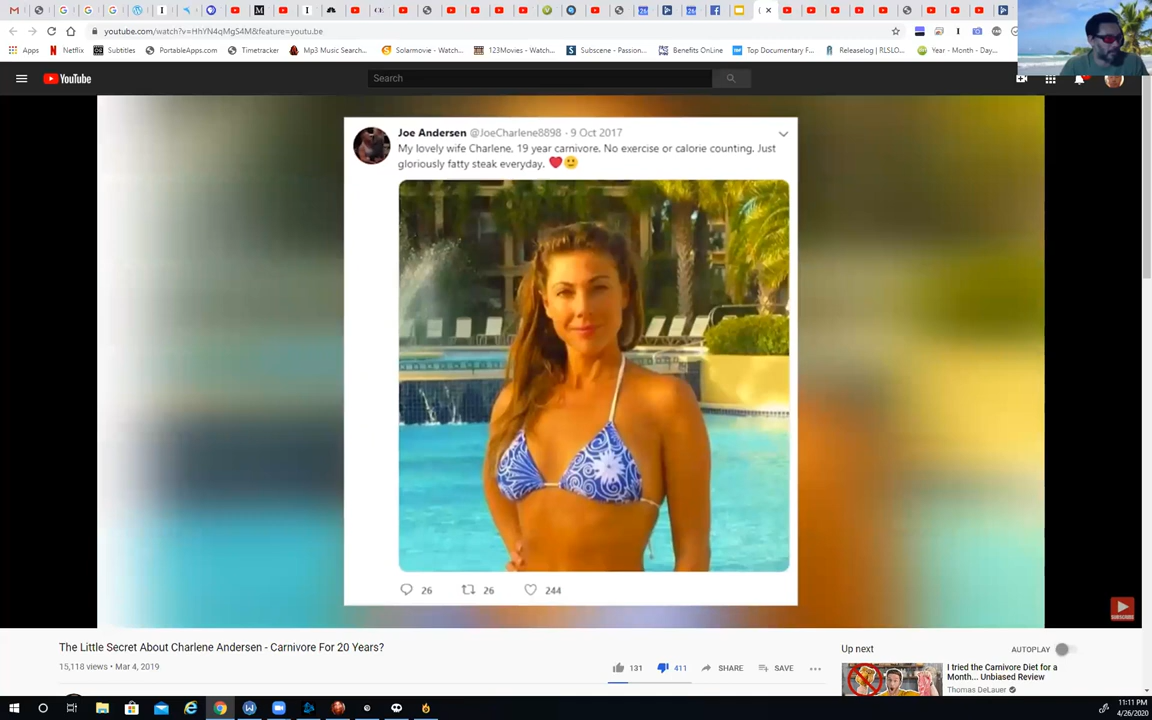 youtube.com/watch?v=HhYN4qMgS4M&feature=youtu.be
Apps Netflix Subtitles PortableApps.com Timetracker Mp3 Music Search... Solarmovie - Watch... 123Movies - Watch... Subscene - Passion... Benefits OnLine Top Documentary F... Releaselog | RLSLO... Year - Month - Day...
YouTube
Search
Joe Andersen @JoeCharlene8898 - 9 Oct 2017
My lovely wife Charlene, 19 year carnivore. No exercise or calorie counting. Just
gloriously fatty steak everyday. ❤️🙂
26 26 244
SUBSCRIBE
The Little Secret About Charlene Andersen - Carnivore For 20 Years?
15,118 views • Mar 4, 2019
131 411 SHARE SAVE
Up next AUTOPLAY
I tried the Carnivore Diet for a
Month... Unbiased Review
Thomas DeLauer
11:11 PM
4/26/2020